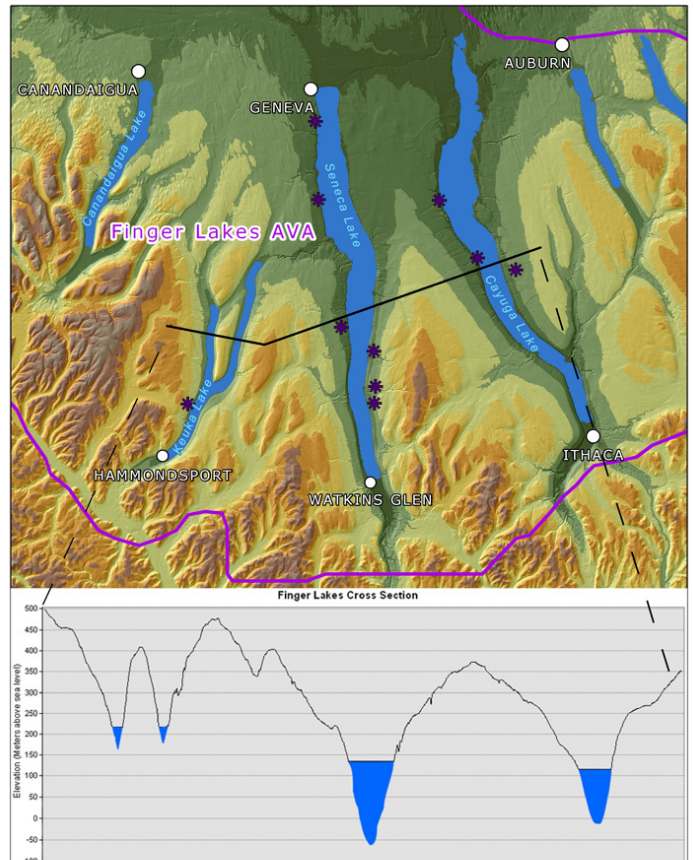 AUBURN
CANANDAIGUA
GENEVA
Canandaigua Lake
Seneca Lake
Finger Lakes AVA
Cayuga Lake
Keuka Lake
HAMMONDSPORT
ITHACA
WATKINS GLEN
Finger Lakes Cross Section
Elevation (Meters above sea level)
500
450
400
350
300
250
200
150
100
50
0
-50
-100